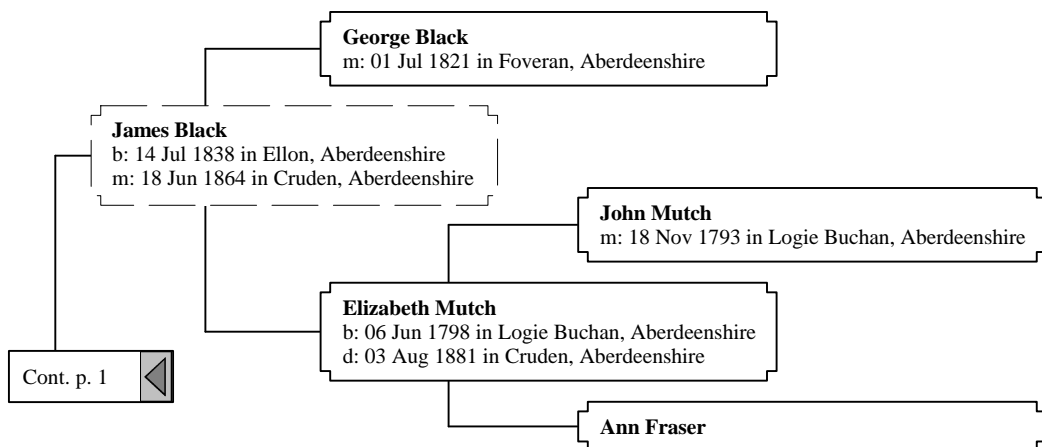 George Black
m: 01 Jul 1821 in Foveran, Aberdeenshire
James Black
b: 14 Jul 1838 in Ellon, Aberdeenshire
m: 18 Jun 1864 in Cruden, Aberdeenshire
John Mutch
m: 18 Nov 1793 in Logie Buchan, Aberdeenshire
Elizabeth Mutch
b: 06 Jun 1798 in Logie Buchan, Aberdeenshire
d: 03 Aug 1881 in Cruden, Aberdeenshire
Cont. p. 1
Ann Fraser